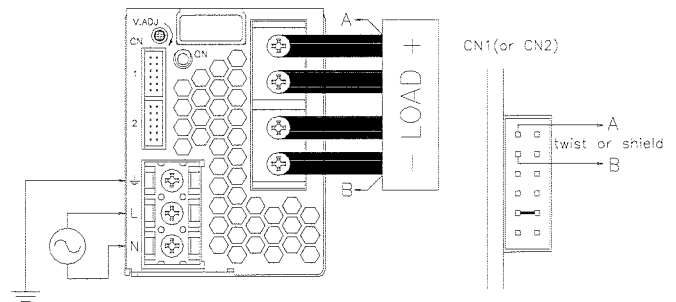 V.ADJ
CN
ON
1
2
L
N
A
+
LOAD
-
B
CN1(or CN2)
A
twist or shield
B